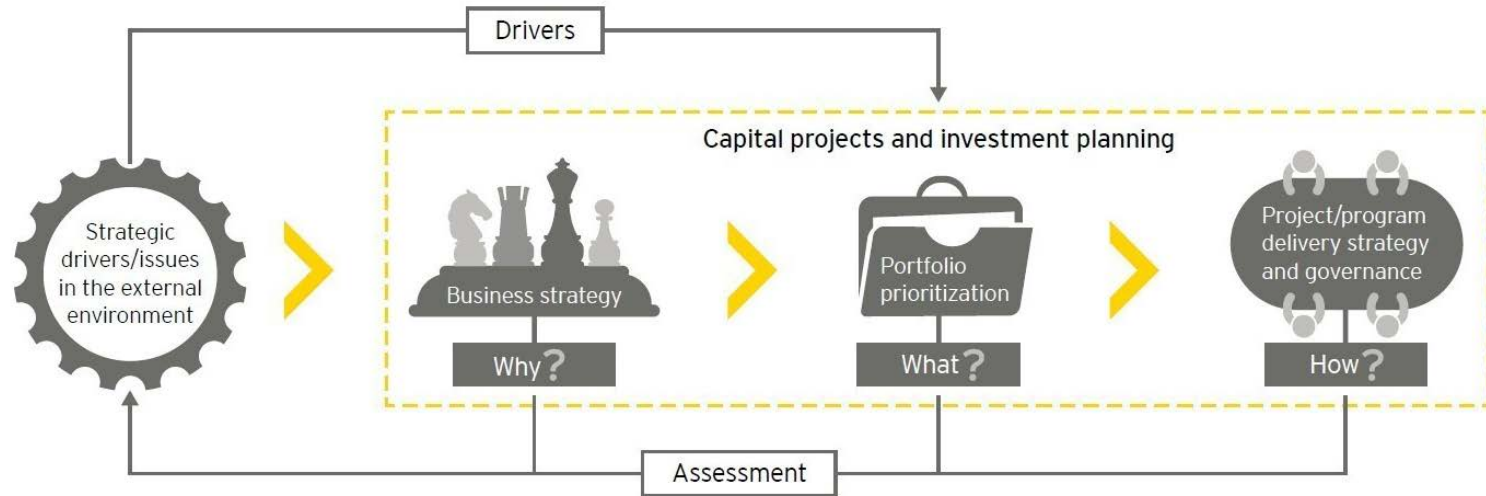 Drivers
Capital projects and investment planning
Strategic
drivers/issues
in the external
environment
Business strategy
Why?
Portfolio
prioritization
What?
Project/program
delivery strategy
and governance
How?
Assessment